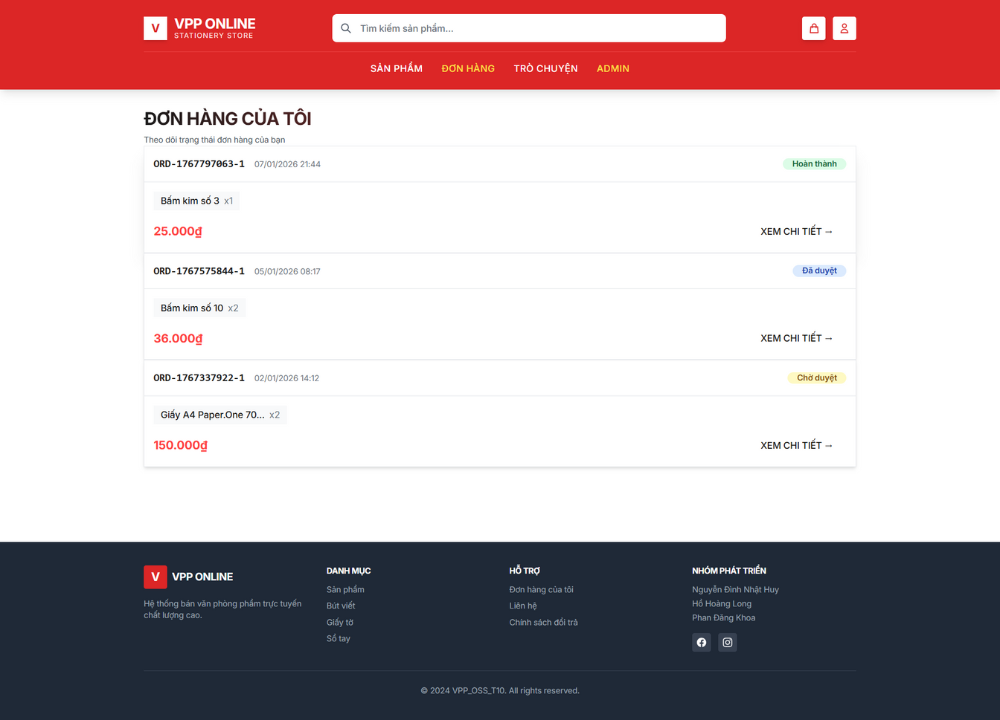 V
VPP ONLINE
STATIONERY STORE
Tìm kiếm sản phẩm...
SẢN PHẨM
ĐƠN HÀNG
TRÒ CHUYỆN
ADMIN
ĐƠN HÀNG CỦA TÔI
Theo dõi trạng thái đơn hàng của bạn
ORD-1767797063-1 07/01/2026 21:44
Hoàn thành
Bấm kim số 3 x1
25.000₫
XEM CHI TIẾT →
ORD-1767575844-1 05/01/2026 08:17
Đã duyệt
Bấm kim số 10 x2
36.000₫
XEM CHI TIẾT →
ORD-1767337922-1 02/01/2026 14:12
Chờ duyệt
Giấy A4 Paper.One 70... x2
150.000₫
XEM CHI TIẾT →
V
VPP ONLINE
Hệ thống bán văn phòng phẩm trực tuyến
chất lượng cao.
DANH MỤC
Sản phẩm
Bút viết
Giấy tờ
Sổ tay
HỖ TRỢ
Đơn hàng của tôi
Liên hệ
Chính sách đổi trả
NHÓM PHÁT TRIỂN
Nguyễn Đình Nhật Huy
Hồ Hoàng Long
Phan Đăng Khoa
© 2024 VPP_OSS_T10. All rights reserved.